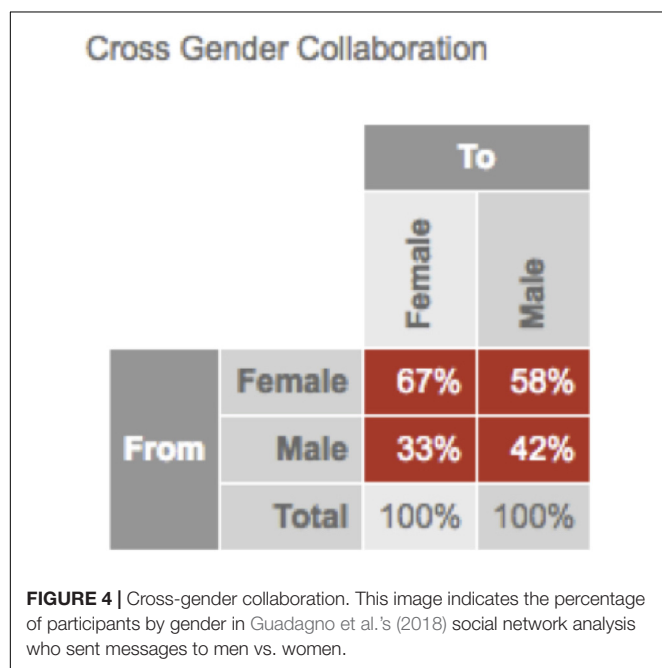 Cross Gender Collaboration
To
Female Male
Female 67% 58%
From Male 33% 42%
Total 100% 100%
FIGURE 4 | Cross-gender collaboration. This image indicates the percentage
of participants by gender in Guadagno et al.’s (2018) social network analysis
who sent messages to men vs. women.